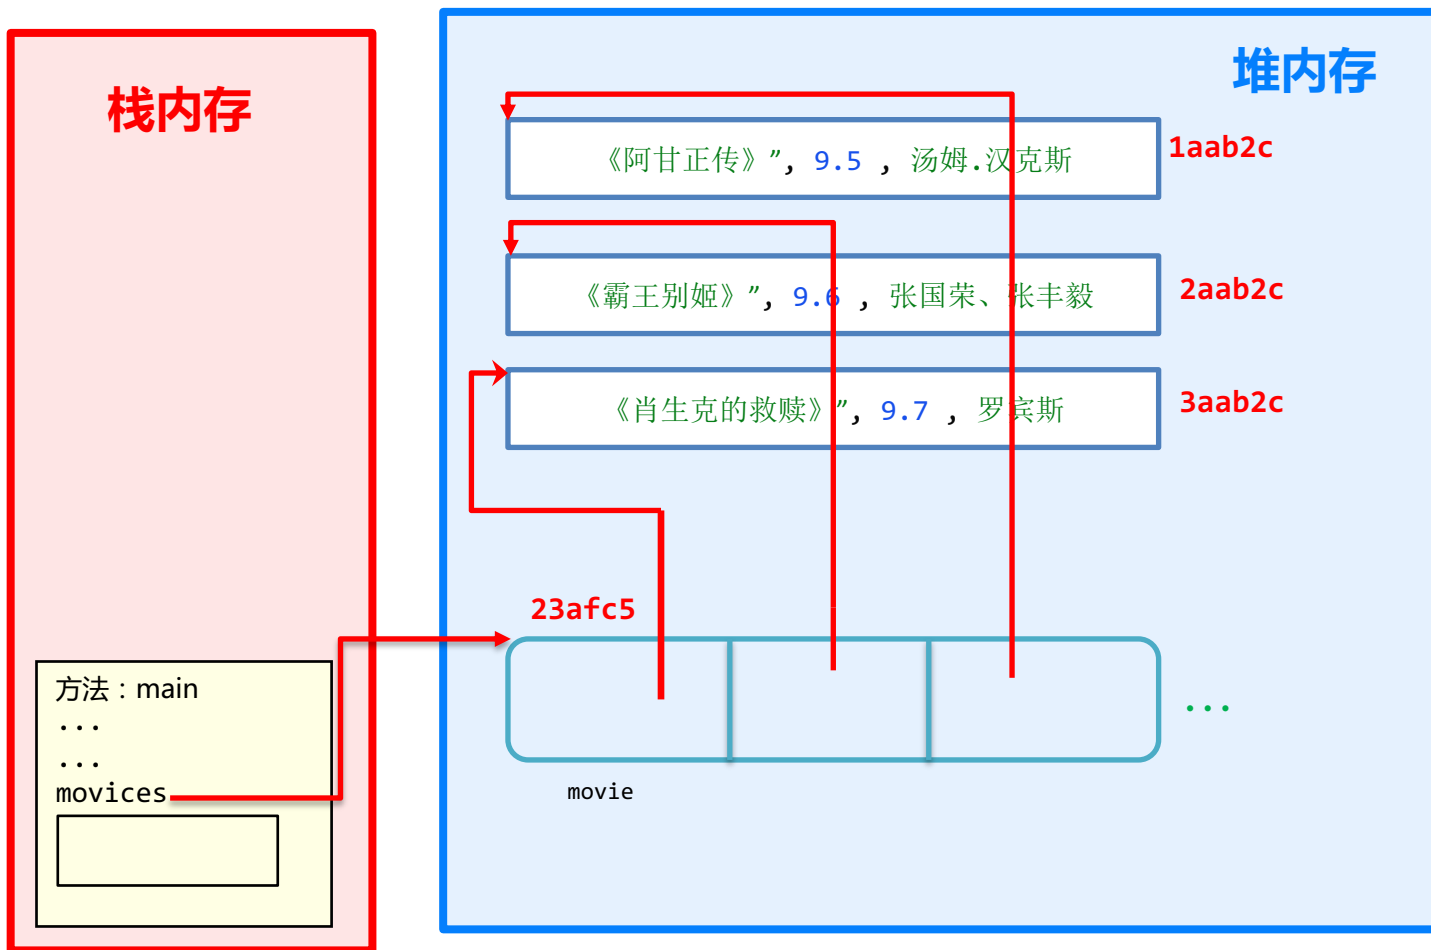 栈内存
堆内存
《阿甘正传》”, 9.5 , 汤姆.汉克斯
1aab2c
《霸王别姬》”, 9.6 , 张国荣、张丰毅
2aab2c
《肖生克的救赎》”, 9.7 , 罗宾斯
3aab2c
23afc5
方法：main
...
...
movices
...
movie